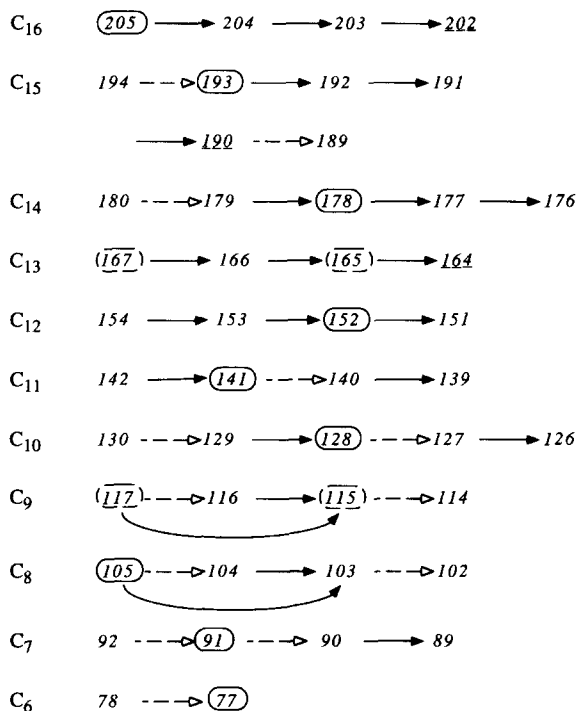 C16 205 204 203 202
C15 194 193 192 191
190 189
C14 180 179 178 177 176
C13 (167) 166 (165) 164
C12 154 153 152 151
C11 142 141 140 139
C10 130 129 128 127 126
C9 (117) 116 (115) 114
C8 105 104 103 102
C7 92 91 90 89
C6 78 77